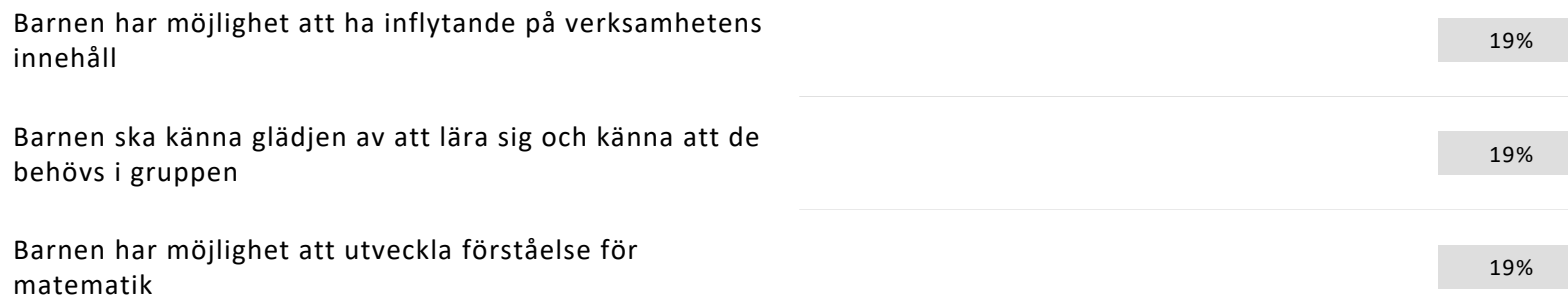 Barnen har möjlighet att ha inflytande på verksamhetens
innehåll
19%
Barnen ska känna glädjen av att lära sig och känna att de
behövs i gruppen
19%
Barnen har möjlighet att utveckla förståelse för
matematik
19%